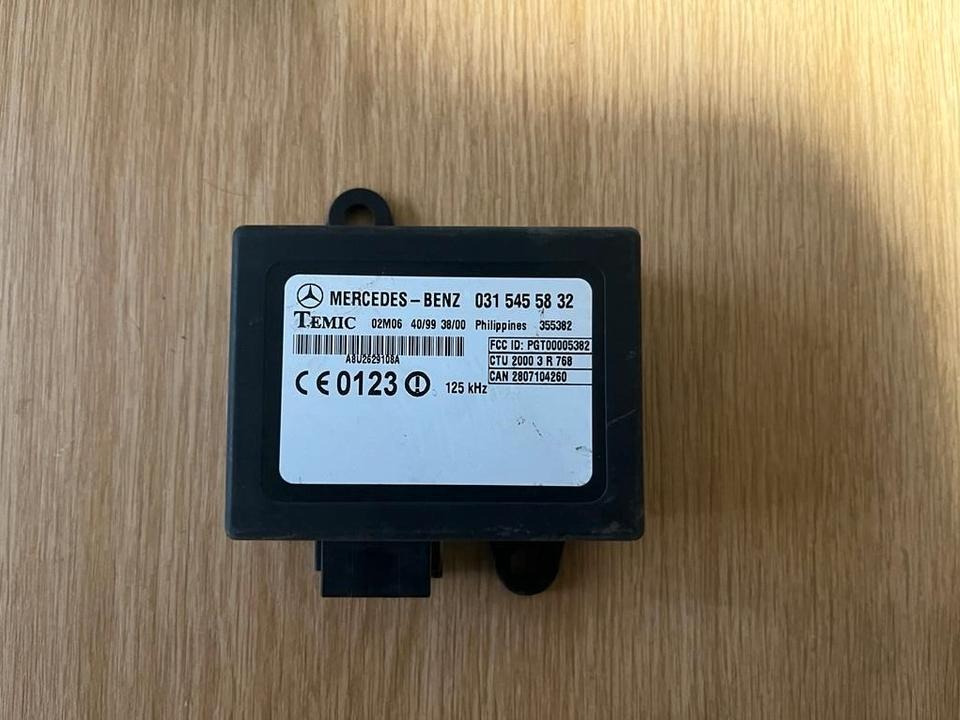 MERCEDES-BENZ 031 545 58 32
TEMIC 02M06 40/99 38/00 Philippines 355382
FCC ID: PGT00005382
A8U2629108A
CTU 2000 3 R 768
CAN 2807104260
CE 0123 125 kHz